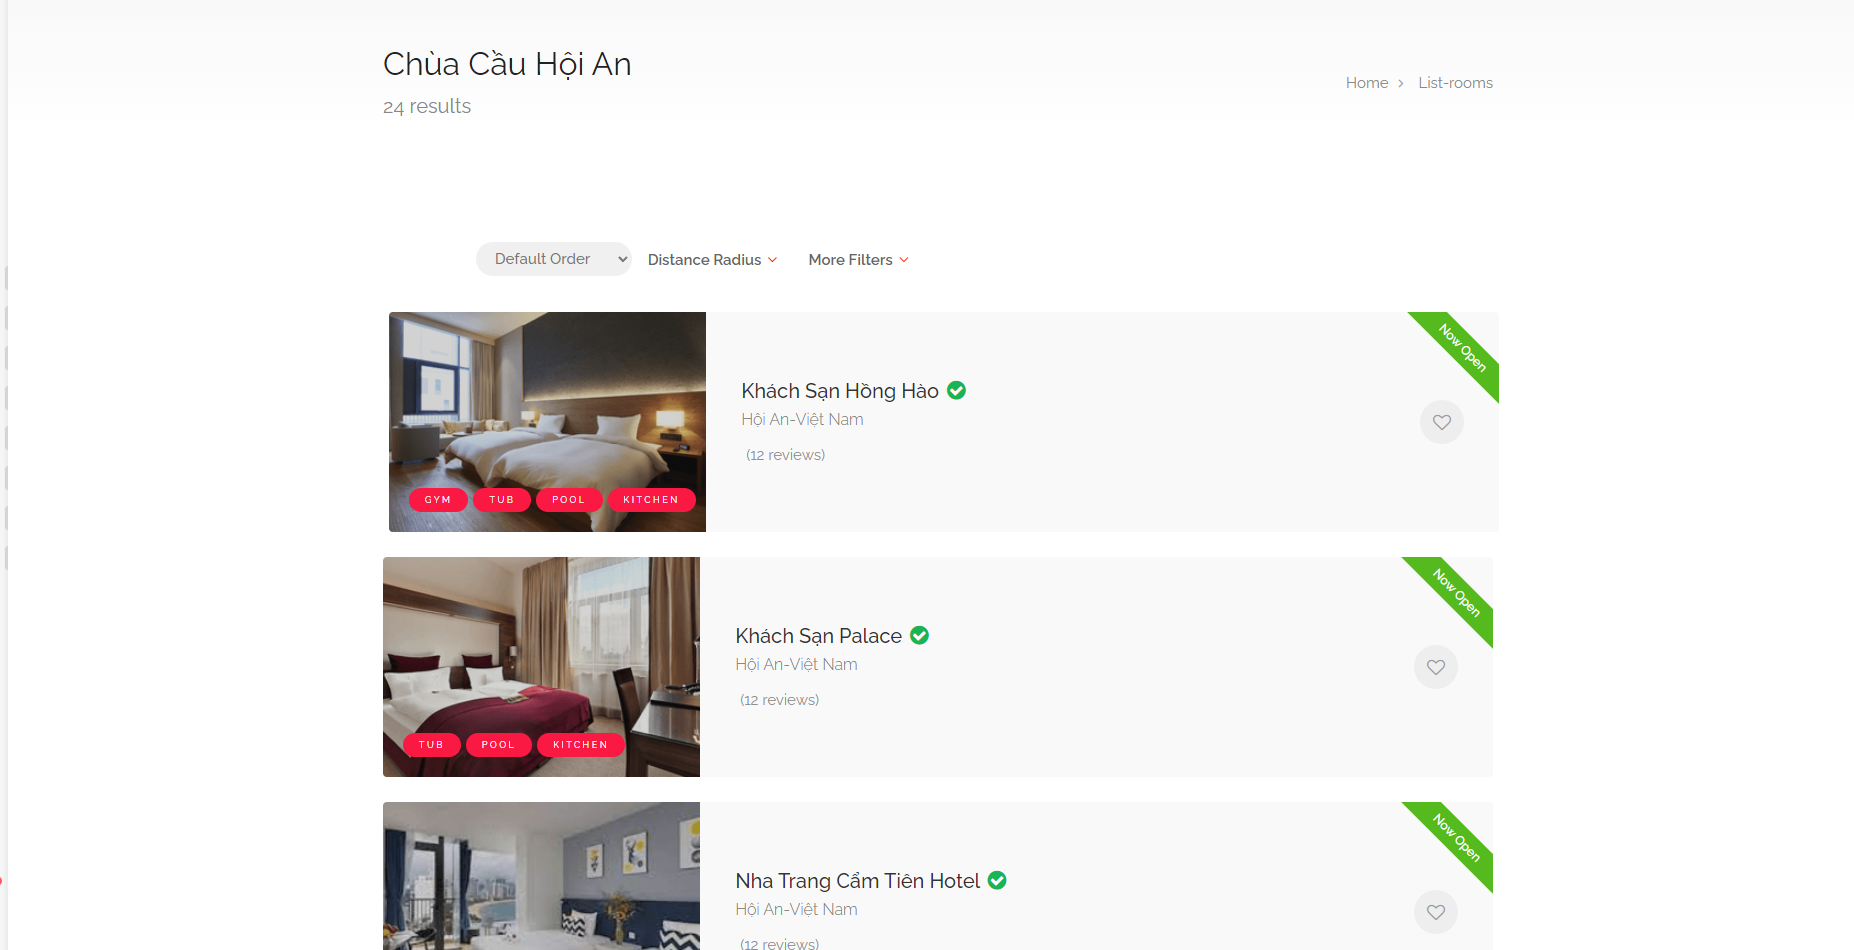 Chùa Cầu Hội An
24 results
Home > List-rooms
Default Order Distance Radius More Filters
Now Open
Khách Sạn Hồng Hào
Hội An-Việt Nam
(12 reviews)
GYM TUB POOL KITCHEN
Now Open
Khách Sạn Palace
Hội An-Việt Nam
(12 reviews)
TUB POOL KITCHEN
Now Open
Nha Trang Cẩm Tiên Hotel
Hội An-Việt Nam
(12 reviews)